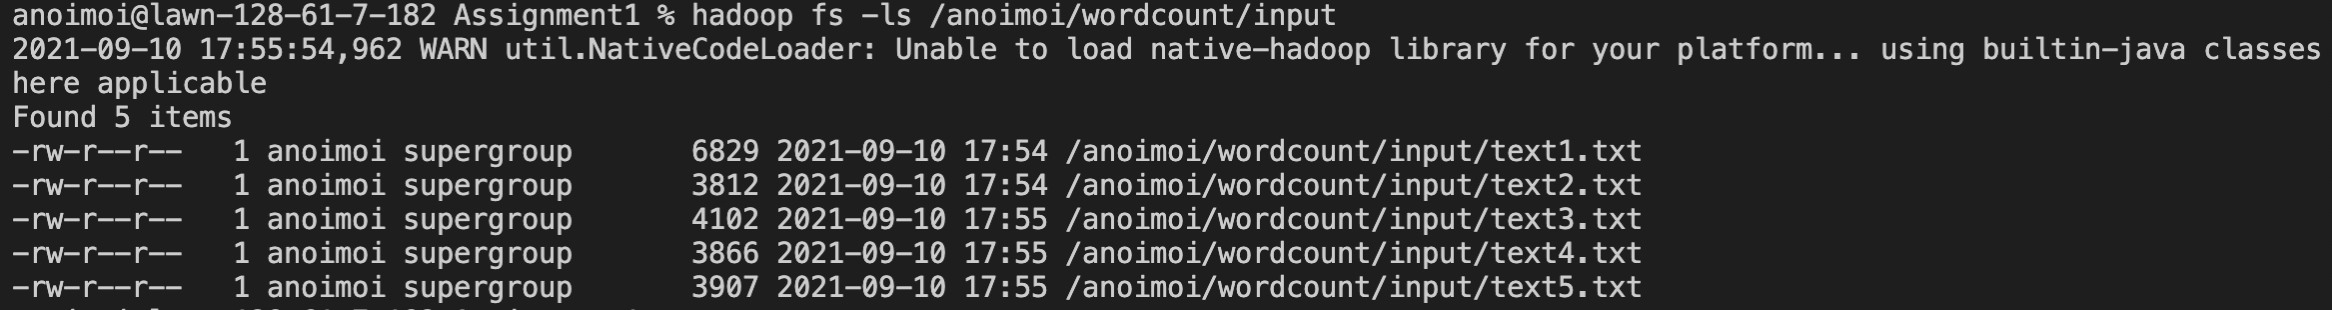 anoimoi@lawn-128-61-7-182 Assignment1 % hadoop fs -ls /anoimoi/wordcount/input
2021-09-10 17:55:54,962 WARN util.NativeCodeLoader: Unable to load native-hadoop library for your platform... using builtin-java classes
here applicable
Found 5 items
-rw-r--r--   1 anoimoi supergroup       6829 2021-09-10 17:54 /anoimoi/wordcount/input/text1.txt
-rw-r--r--   1 anoimoi supergroup       3812 2021-09-10 17:54 /anoimoi/wordcount/input/text2.txt
-rw-r--r--   1 anoimoi supergroup       4102 2021-09-10 17:55 /anoimoi/wordcount/input/text3.txt
-rw-r--r--   1 anoimoi supergroup       3866 2021-09-10 17:55 /anoimoi/wordcount/input/text4.txt
-rw-r--r--   1 anoimoi supergroup       3907 2021-09-10 17:55 /anoimoi/wordcount/input/text5.txt